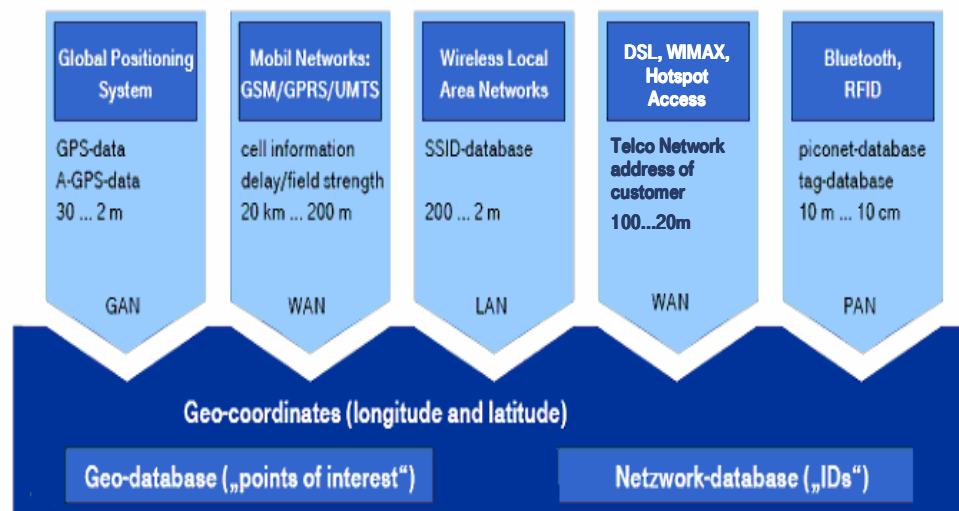 Global Positioning
System
GPS-data
A-GPS-data
30 ... 2 m
GAN
Mobil Networks:
GSM/GPRS/UMTS
cell information
delay/field strength
20 km ... 200 m
WAN
Wireless Local
Area Networks
SSID-database
200 ... 2 m
LAN
DSL, WIMAX,
Hotspot
Access
Telco Network
address of
customer
100...20m
WAN
Bluetooth,
RFID
piconet-database
tag-database
10 m ... 10 cm
PAN
Geo-coordinates (longitude and latitude)
Geo-database („points of interest“)
Netzwork-database („IDs“)